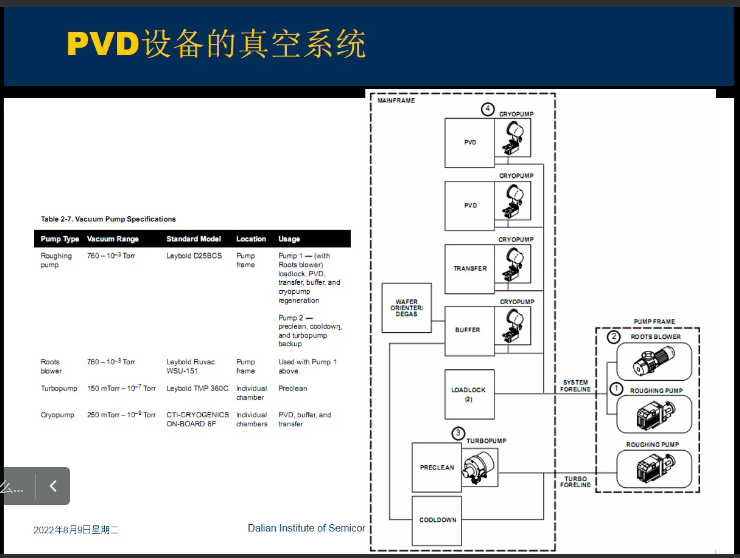 PVD设备的真空系统
Table 2-7. Vacuum Pump Specifications
Pump Type Vacuum Range Standard Model Location Usage
Roughing pump 760 – 10⁻³ Torr Leybold D25BCS Pump frame Pump 1 — (with Roots blower) loadlock, PVD, transfer, buffer, and cryopump regeneration
Pump 2 — preclean, cooldown, and turbopump backup
Roots blower 760 – 10⁻³ Torr Leybold Ruvac WSU-151 Pump frame Used with Pump 1 above
Turbopump 150 mTorr – 10⁻⁷ Torr Leybold TMP 360C Individual chamber Preclean
Cryopump 250 mTorr – 10⁻⁹ Torr CTI-CRYOGENICS ON-BOARD 8F Individual chambers PVD, buffer, and transfer
MAINFRAME
4
CRYOPUMP
PVD
CRYOPUMP
PVD
CRYOPUMP
TRANSFER
CRYOPUMP
WAFER
ORIENTER/
DEGAS
BUFFER
LOADLOCK
(2)
SYSTEM
FORELINE
PUMP FRAME
2
ROOTS BLOWER
1
ROUGHING PUMP
ROUGHING PUMP
3
TURBOPUMP
PRECLEAN
TURBO
FORELINE
COOLDOWN
么...
2022年8月9日星期二
Dalian Institute of Semicor